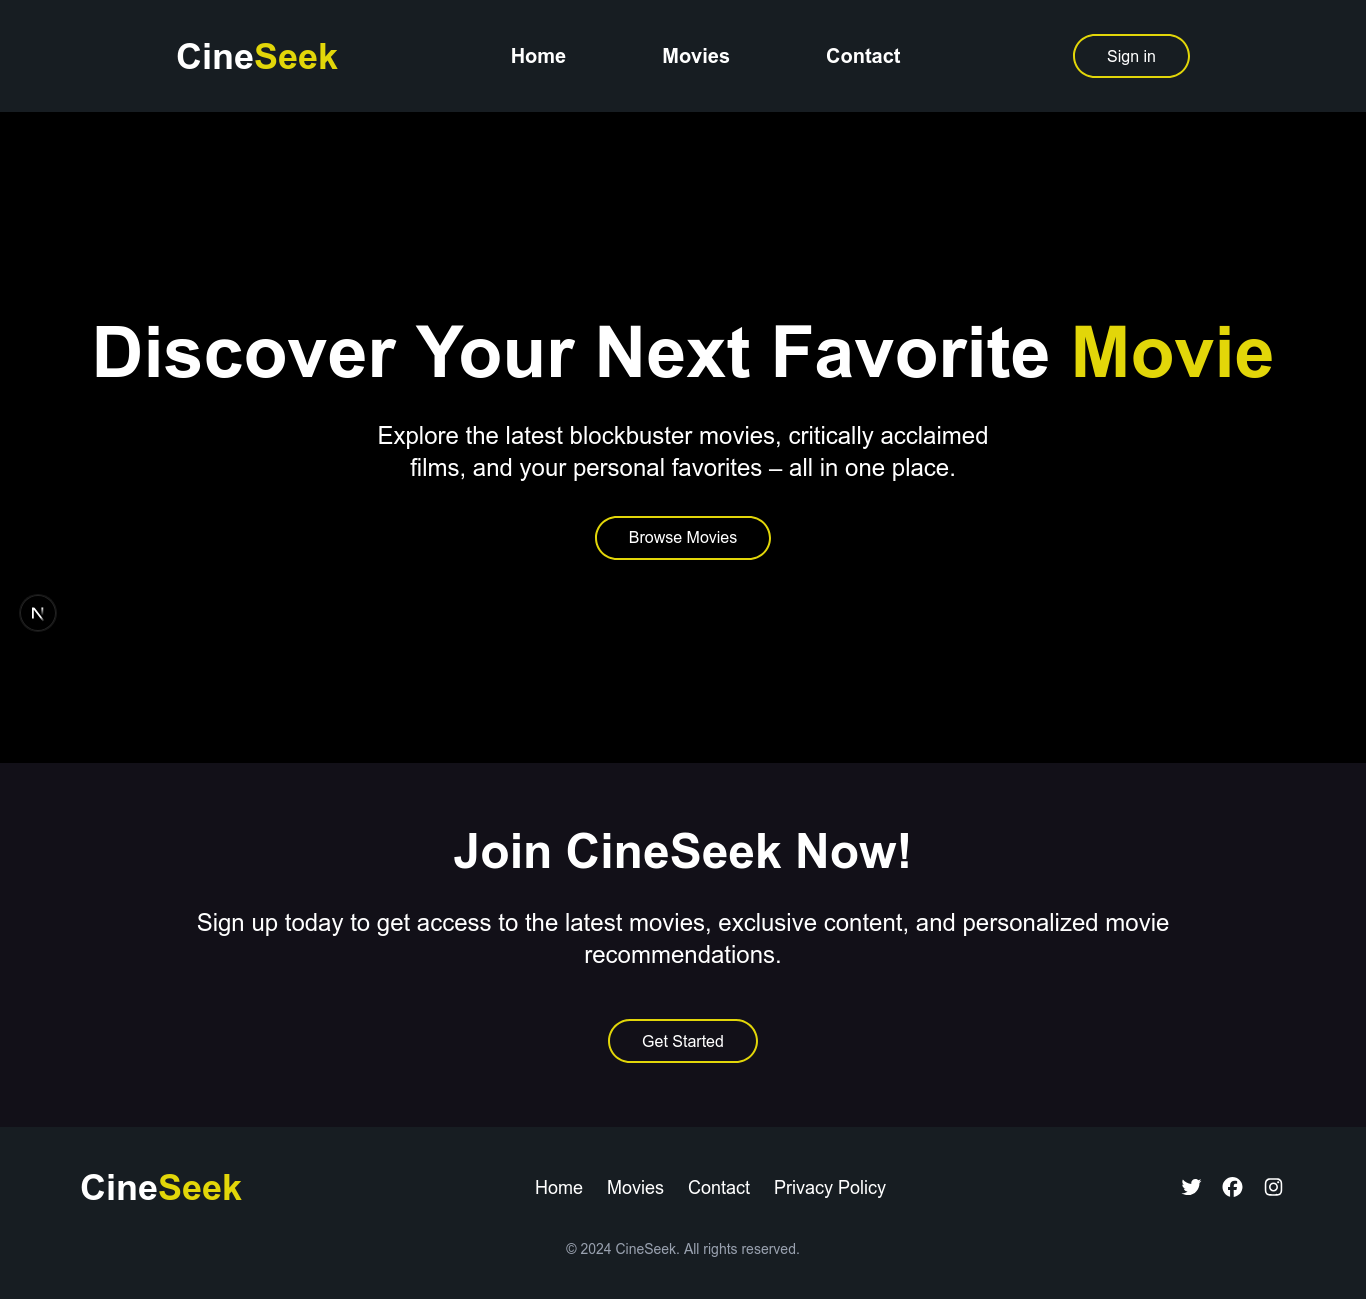 CineSeek
Home Movies Contact
Sign in
Discover Your Next Favorite Movie
Explore the latest blockbuster movies, critically acclaimed
films, and your personal favorites – all in one place.
Browse Movies
N
Join CineSeek Now!
Sign up today to get access to the latest movies, exclusive content, and personalized movie
recommendations.
Get Started
CineSeek
Home Movies Contact Privacy Policy
© 2024 CineSeek. All rights reserved.